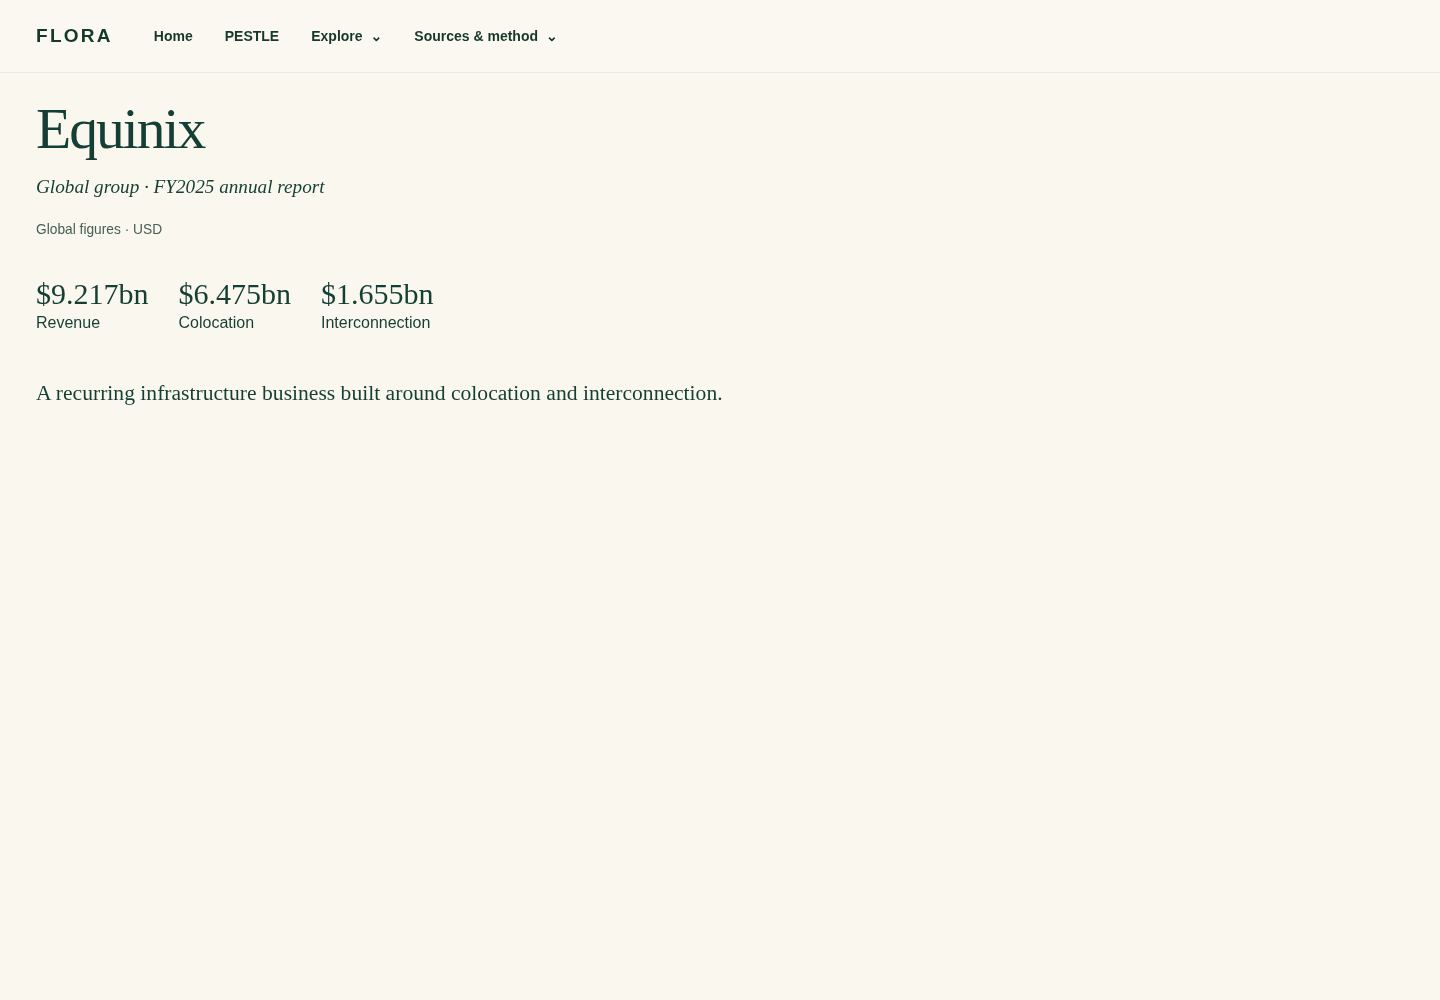 FLORA Home PESTLE Explore Sources & method
Equinix
Global group · FY2025 annual report
Global figures · USD
$9.217bn $6.475bn $1.655bn
Revenue Colocation Interconnection
A recurring infrastructure business built around colocation and interconnection.